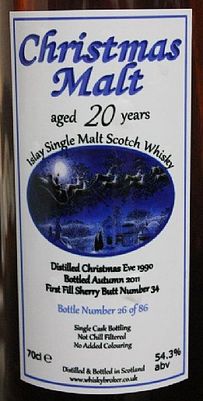 Christmas
Malt
aged 20 years
Islay Single Malt Scotch Whisky
Distilled Christmas Eve 1990
Bottled Autumn 2011
First Fill Sherry Butt Number 34
Bottle Number 26 of 86
Single Cask Bottling
Not Chill Filtered
No Added Colouring
70cl e
54.3%
abv
Distilled & Bottled in Scotland
www.whiskybroker.co.uk